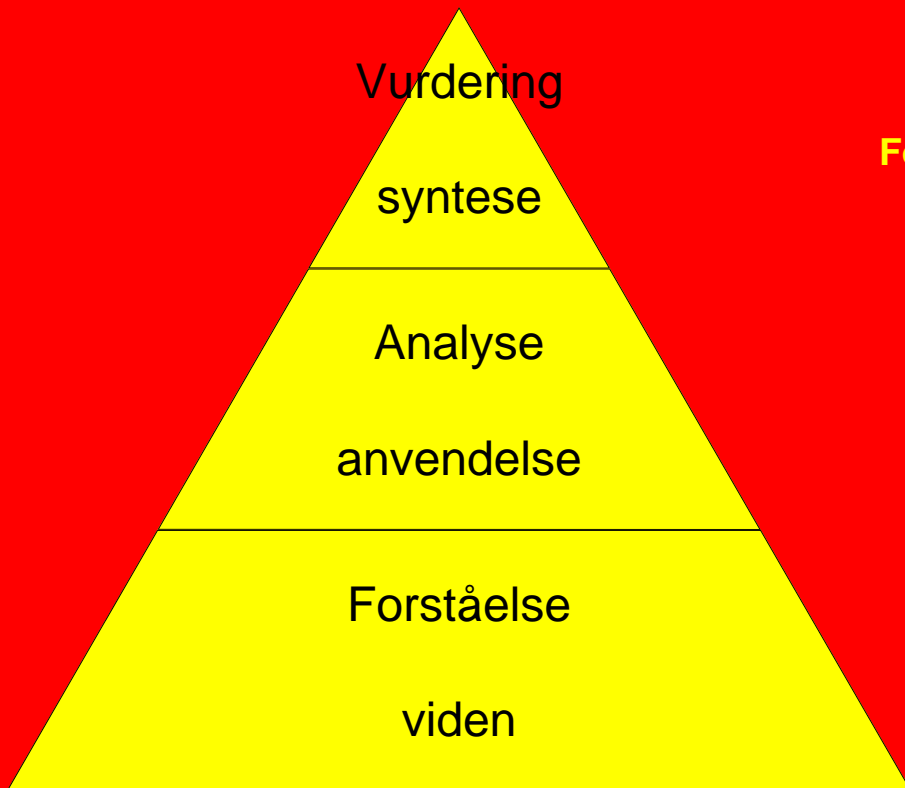 Vurdering
syntese
Analyse
anvendelse
Forståelse
viden